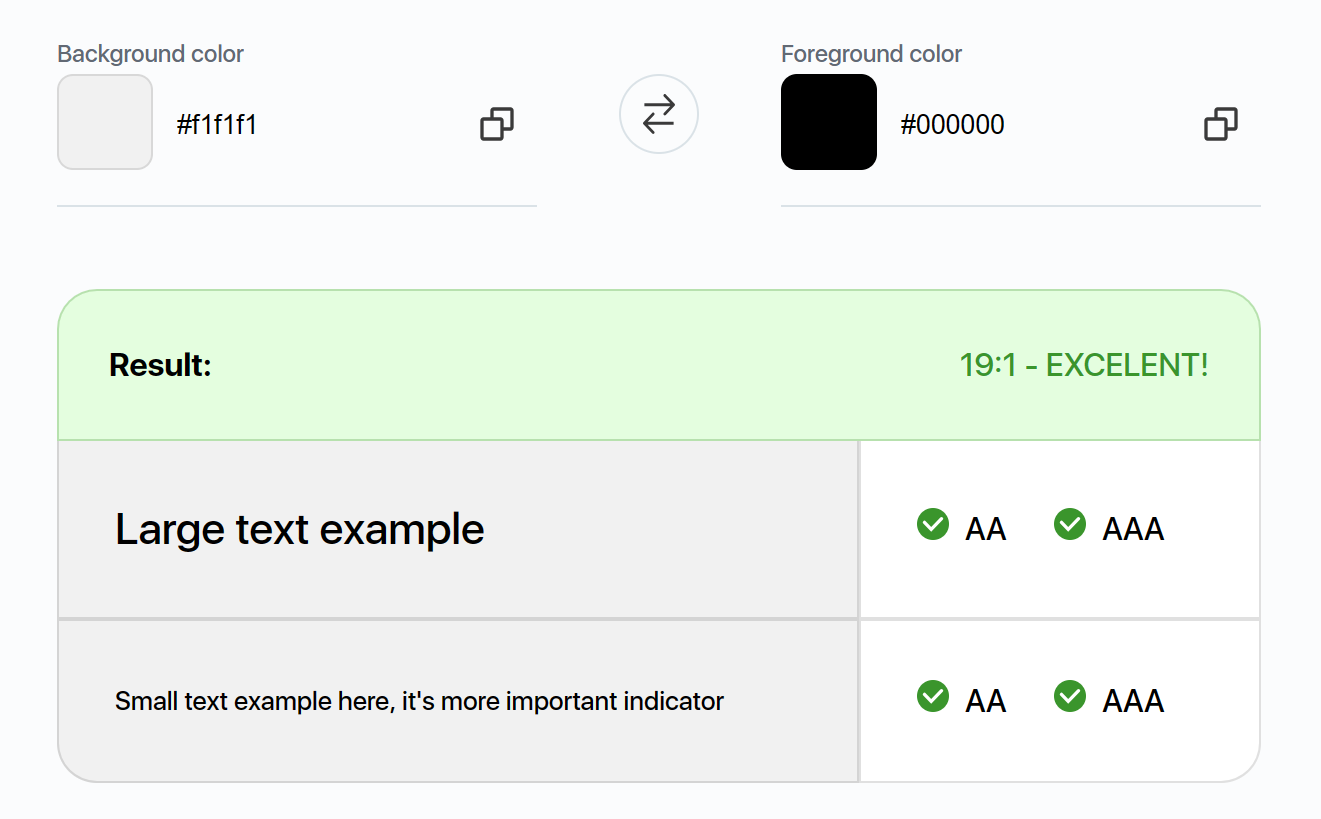 Background color
Foreground color
#f1f1f1
#000000
Result:
19:1 - EXCELENT!
Large text example
AA
AAA
Small text example here, it's more important indicator
AA
AAA